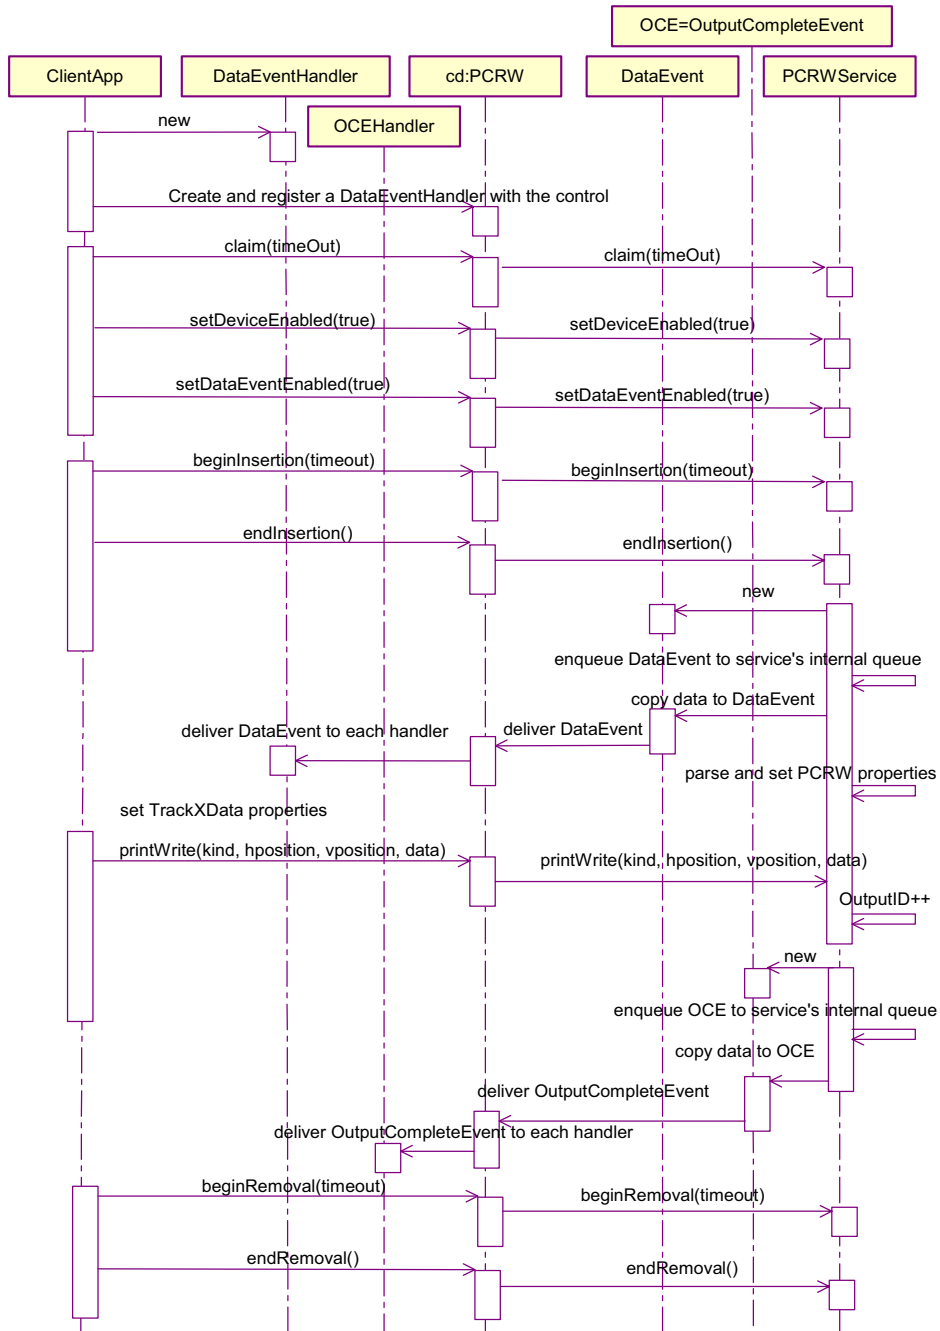 OCE=OutputCompleteEvent
ClientApp
DataEventHandler
cd:PCRW
DataEvent
PCRWService
OCEHandler
new
Create and register a DataEventHandler with the control
claim(timeOut)
claim(timeOut)
setDeviceEnabled(true)
setDeviceEnabled(true)
setDataEventEnabled(true)
setDataEventEnabled(true)
beginInsertion(timeout)
beginInsertion(timeout)
endInsertion()
endInsertion()
new
enqueue DataEvent to service's internal queue
copy data to DataEvent
deliver DataEvent
deliver DataEvent to each handler
parse and set PCRW properties
set TrackXData properties
printWrite(kind, hposition, vposition, data)
printWrite(kind, hposition, vposition, data)
OutputID++
new
enqueue OCE to service's internal queue
copy data to OCE
deliver OutputCompleteEvent
deliver OutputCompleteEvent to each handler
beginRemoval(timeout)
beginRemoval(timeout)
endRemoval()
endRemoval()